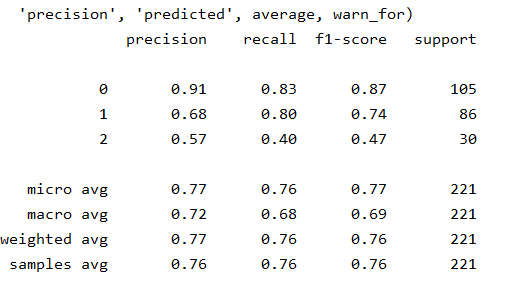 'precision', 'predicted', average, warn_for)
precision recall f1-score support
0 0.91 0.83 0.87 105
1 0.68 0.80 0.74 86
2 0.57 0.40 0.47 30
micro avg 0.77 0.76 0.77 221
macro avg 0.72 0.68 0.69 221
weighted avg 0.77 0.76 0.76 221
samples avg 0.76 0.76 0.76 221